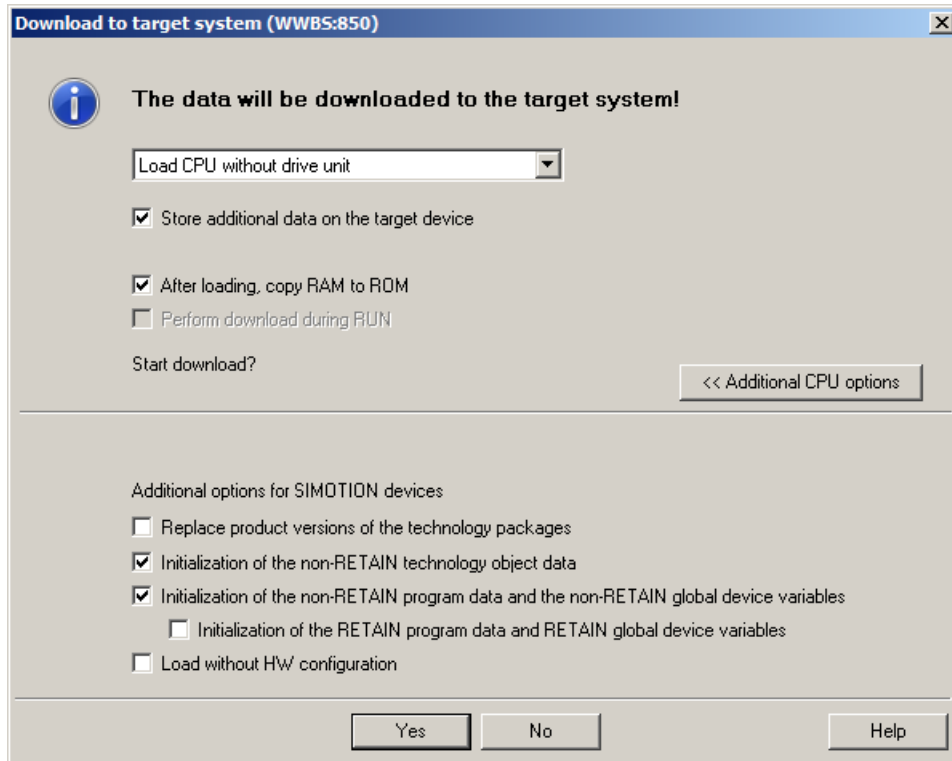 Download to target system (WWBS:850)
The data will be downloaded to the target system!
Load CPU without drive unit
Store additional data on the target device
After loading, copy RAM to ROM
Perform download during RUN
Start download?
<< Additional CPU options
Additional options for SIMOTION devices
Replace product versions of the technology packages
Initialization of the non-RETAIN technology object data
Initialization of the non-RETAIN program data and the non-RETAIN global device variables
Initialization of the RETAIN program data and RETAIN global device variables
Load without HW configuration
Yes No Help